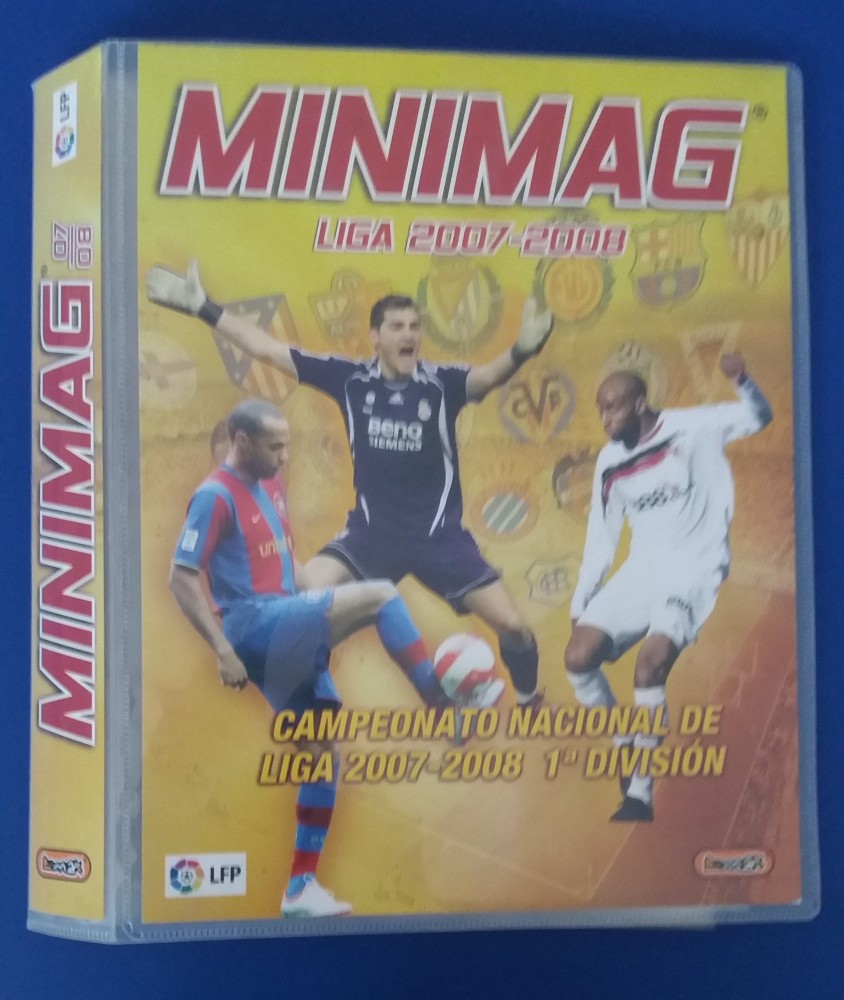 MINIMAG
LIGA 2007-2008
BenQ
SIEMENS
CVB
CAMPEONATO NACIONAL DE
LIGA 2007-2008 1ª DIVISIÓN
LFP
LFP
MINIMAG 07 08